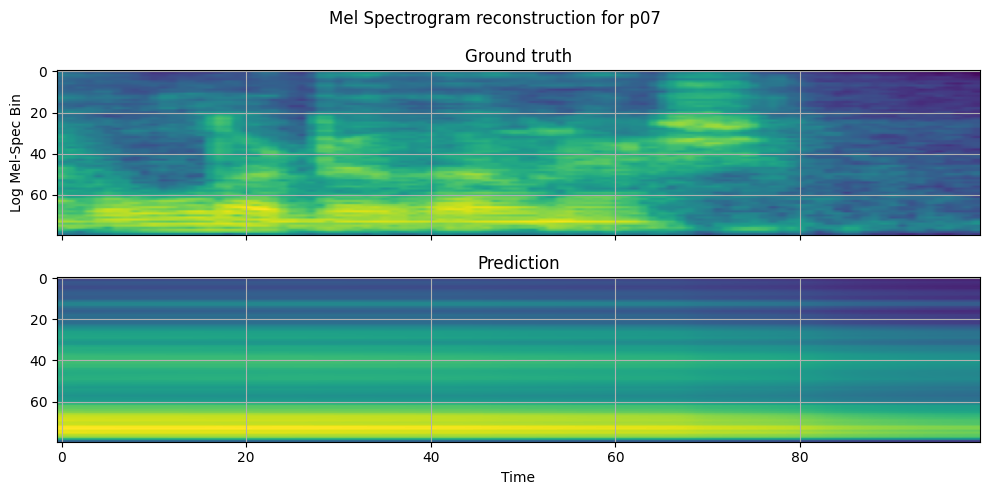 Mel Spectrogram reconstruction for p07
Ground truth
Log Mel-Spec Bin
0
20
40
60
Prediction
0
20
40
60
0 20 40 60 80
Time